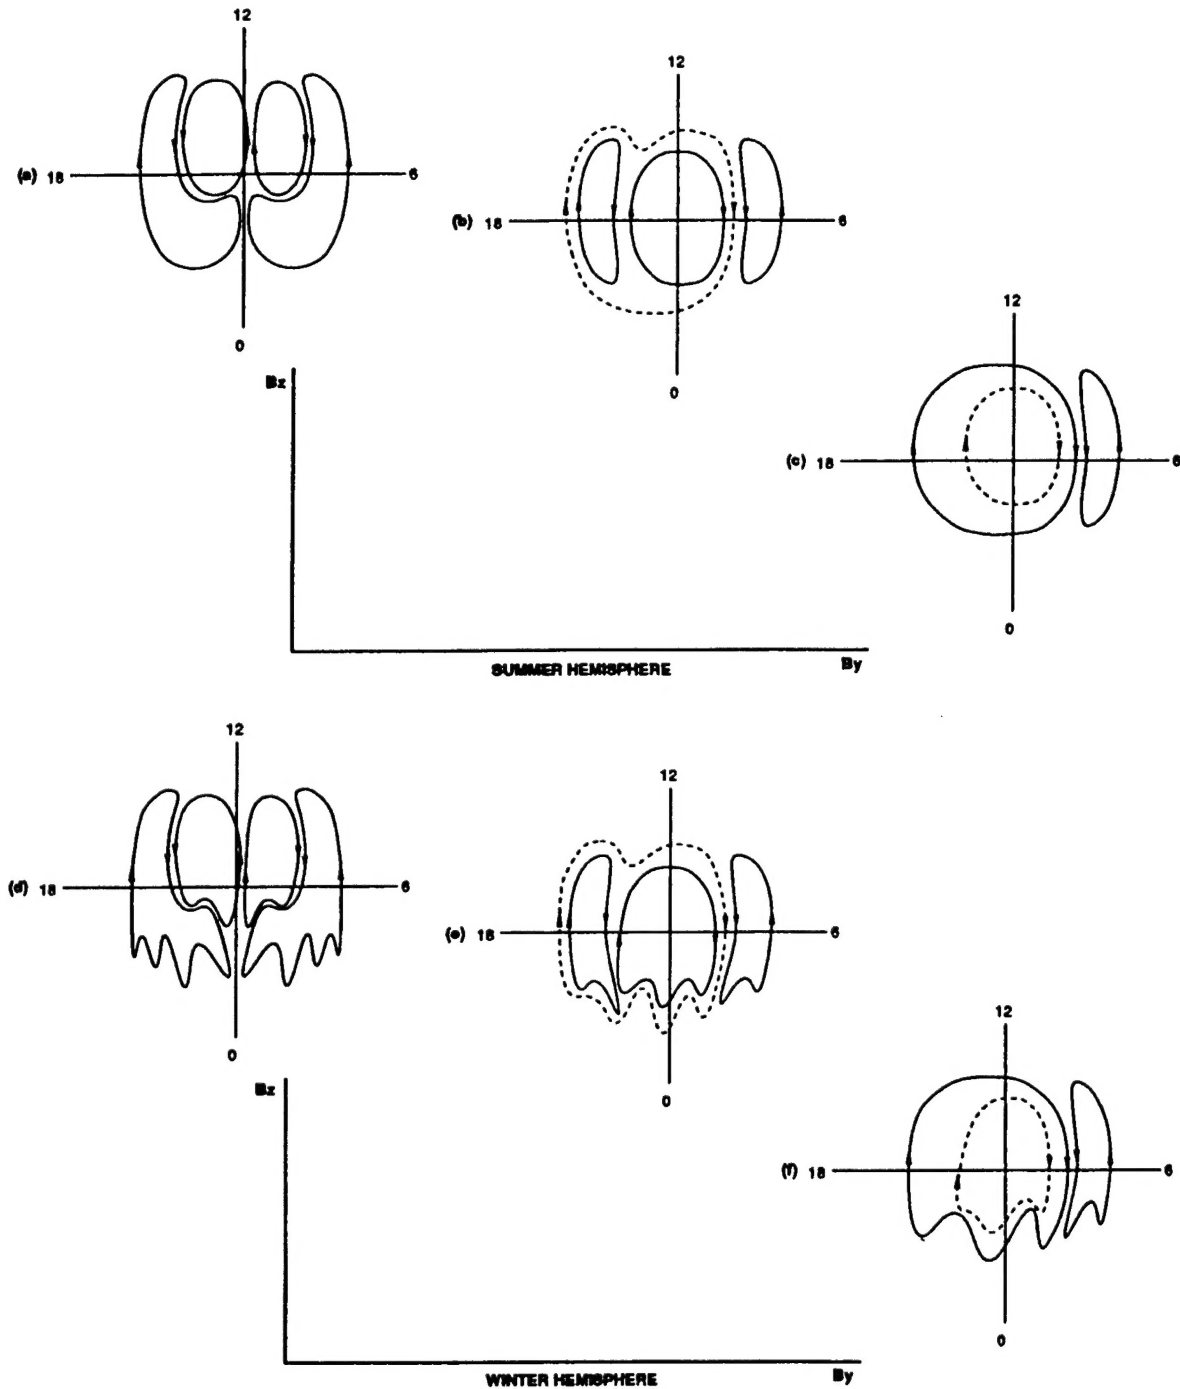 12
(a) 18 6
0
12
(b) 18 6
0
12
(c) 18 6
0
Bz
By
SUMMER HEMISPHERE
12
(d) 18 6
0
12
(e) 18 6
0
12
(f) 18 6
0
Bz
By
WINTER HEMISPHERE